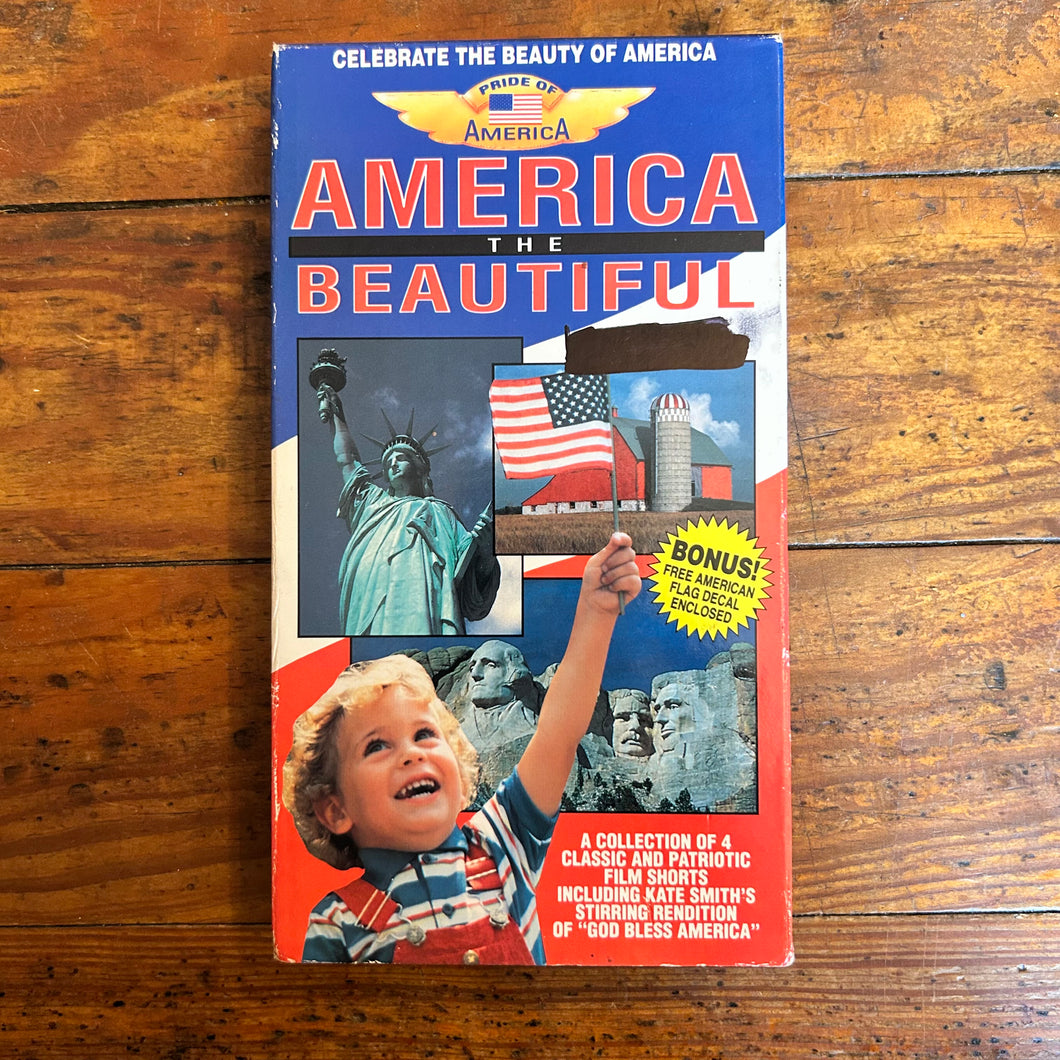 CELEBRATE THE BEAUTY OF AMERICA
PRIDE OF
AMERICA
AMERICA
THE
BEAUTIFUL
BONUS!
FREE AMERICAN
FLAG DECAL
ENCLOSED
A COLLECTION OF 4
CLASSIC AND PATRIOTIC
FILM SHORTS
INCLUDING KATE SMITH'S
STIRRING RENDITION
OF "GOD BLESS AMERICA"